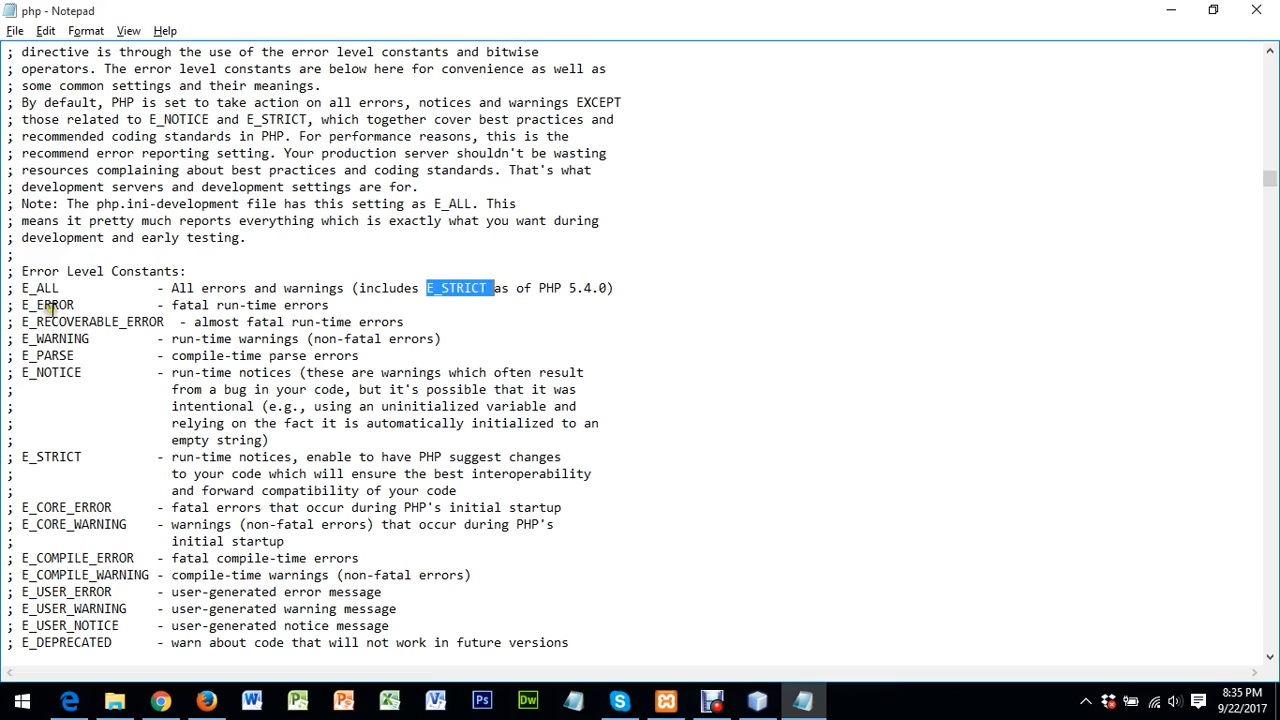 php - Notepad
File Edit Format View Help
; directive is through the use of the error level constants and bitwise
; operators. The error level constants are below here for convenience as well as
; some common settings and their meanings.
; By default, PHP is set to take action on all errors, notices and warnings EXCEPT
; those related to E_NOTICE and E_STRICT, which together cover best practices and
; recommended coding standards in PHP. For performance reasons, this is the
; recommend error reporting setting. Your production server shouldn't be wasting
; resources complaining about best practices and coding standards. That's what
; development servers and development settings are for.
; Note: The php.ini-development file has this setting as E_ALL. This
; means it pretty much reports everything which is exactly what you want during
; development and early testing.
;
; Error Level Constants:
; E_ALL - All errors and warnings (includes E_STRICT as of PHP 5.4.0)
; E_ERROR - fatal run-time errors
; E_RECOVERABLE_ERROR - almost fatal run-time errors
; E_WARNING - run-time warnings (non-fatal errors)
; E_PARSE - compile-time parse errors
; E_NOTICE - run-time notices (these are warnings which often result
; from a bug in your code, but it's possible that it was
; intentional (e.g., using an uninitialized variable and
; relying on the fact it is automatically initialized to an
; empty string)
; E_STRICT - run-time notices, enable to have PHP suggest changes
; to your code which will ensure the best interoperability
; and forward compatibility of your code
; E_CORE_ERROR - fatal errors that occur during PHP's initial startup
; E_CORE_WARNING - warnings (non-fatal errors) that occur during PHP's
; initial startup
; E_COMPILE_ERROR - fatal compile-time errors
; E_COMPILE_WARNING - compile-time warnings (non-fatal errors)
; E_USER_ERROR - user-generated error message
; E_USER_WARNING - user-generated warning message
; E_USER_NOTICE - user-generated notice message
; E_DEPRECATED - warn about code that will not work in future versions
Ps Dw
8:35 PM
9/22/2017